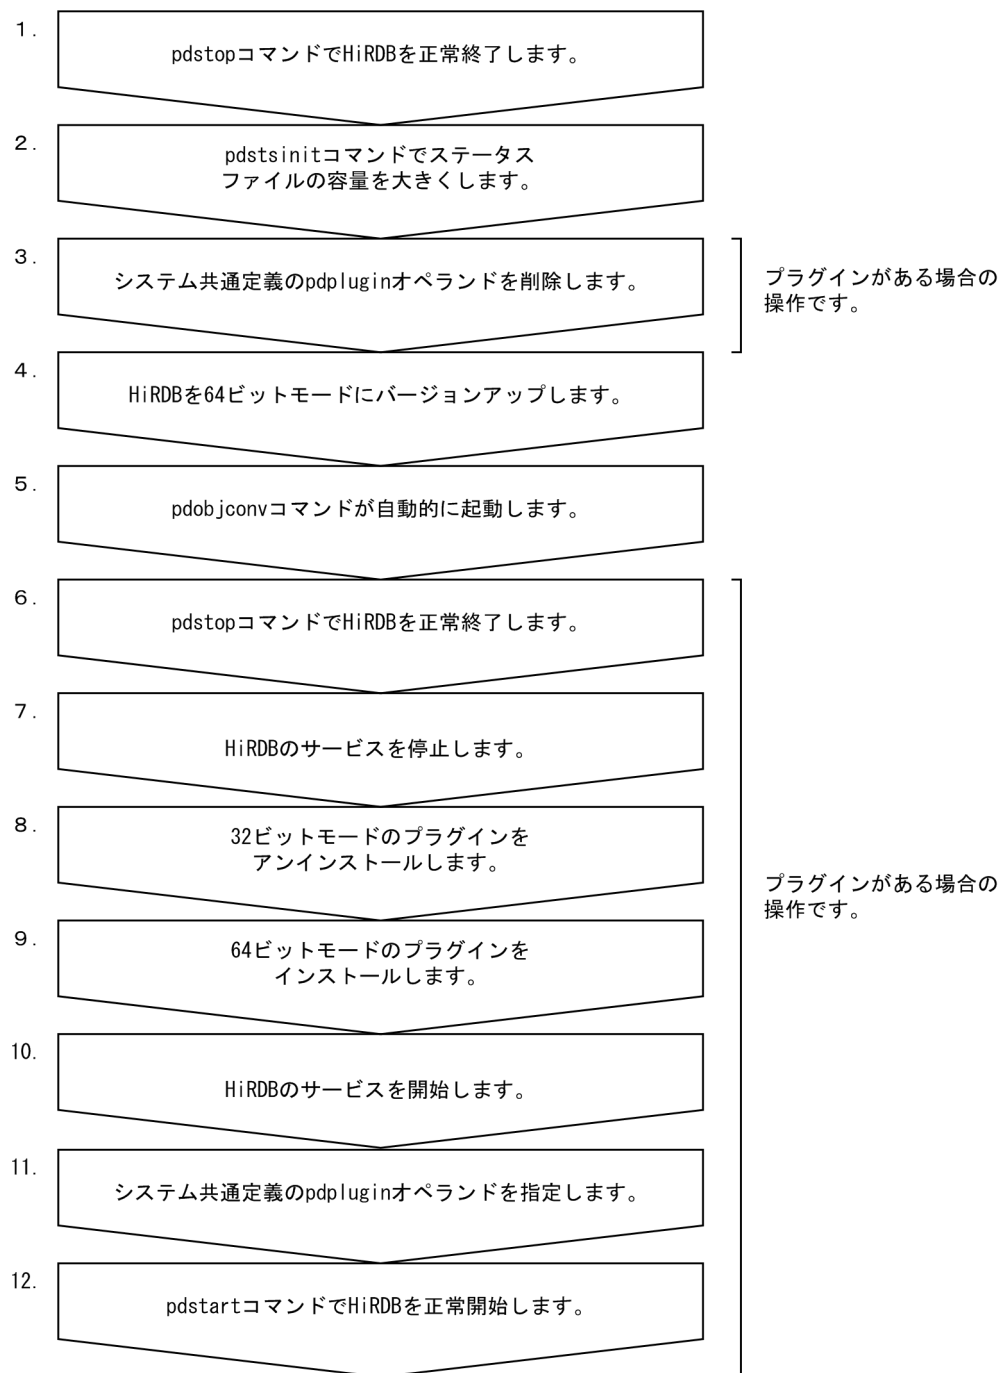 １．
pdstopコマンドでHiRDBを正常終了します。
２．
pdstsinitコマンドでステータス
ファイルの容量を大きくします。
３．
システム共通定義のpdpluginオペランドを削除します。
プラグインがある場合の
操作です。
４．
HiRDBを64ビットモードにバージョンアップします。
５．
pdobjconvコマンドが自動的に起動します。
６．
pdstopコマンドでHiRDBを正常終了します。
７．
HiRDBのサービスを停止します。
８．
32ビットモードのプラグインを
アンインストールします。
プラグインがある場合の
操作です。
９．
64ビットモードのプラグインを
インストールします。
10.
HiRDBのサービスを開始します。
11.
システム共通定義のpdpluginオペランドを指定します。
12.
pdstartコマンドでHiRDBを正常開始します。